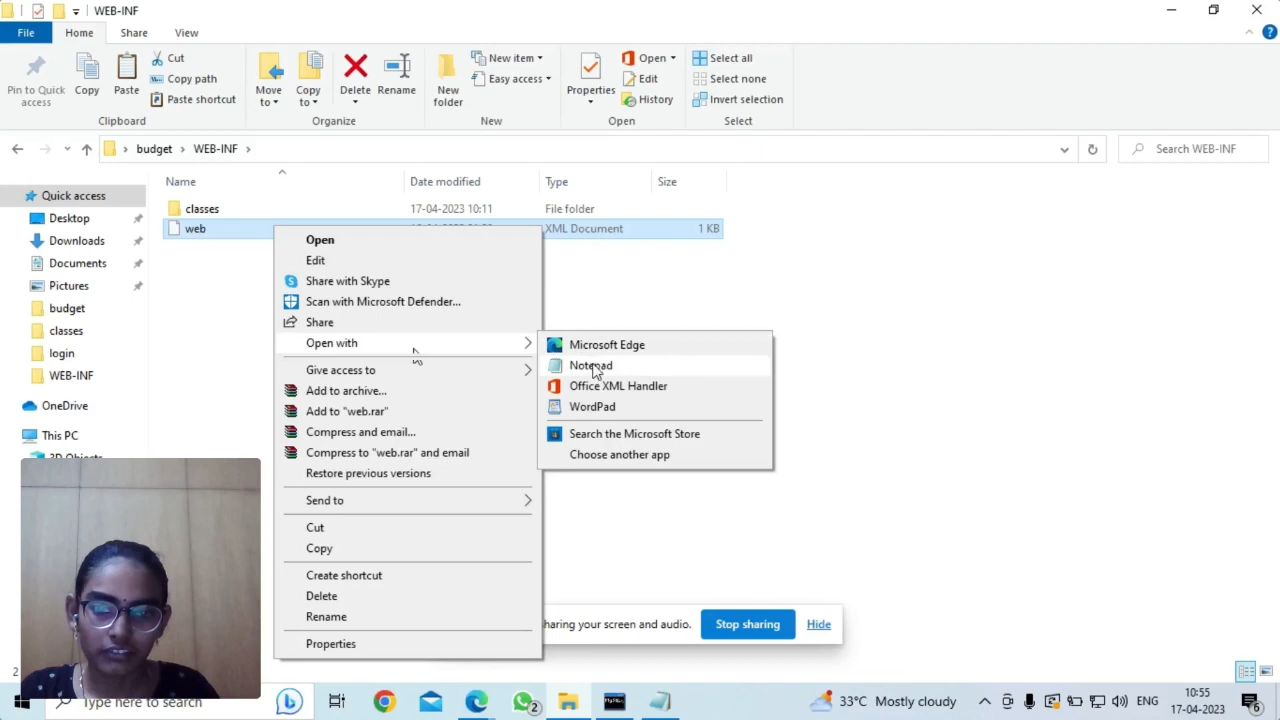 WEB-INF
File Home Share View
Pin to Quick access
Copy
Paste
Cut
Copy path
Paste shortcut
Clipboard
Move to
Copy to
Delete
Rename
Organize
New folder
New item
Easy access
New
Properties
Open
Edit
History
Open
Select all
Select none
Invert selection
Select
budget > WEB-INF >
Search WEB-INF
Name Date modified Type Size
Quick access
Desktop
Downloads
Documents
Pictures
budget
classes
login
WEB-INF
OneDrive
This PC
3D Objects
classes 17-04-2023 10:11 File folder
web XML Document 1 KB
Open
Edit
Share with Skype
Scan with Microsoft Defender...
Share
Open with
Give access to
Add to archive...
Add to "web.rar"
Compress and email...
Compress to "web.rar" and email
Restore previous versions
Send to
Cut
Copy
Create shortcut
Delete
Rename
Properties
Microsoft Edge
Notepad
Office XML Handler
WordPad
Search the Microsoft Store
Choose another app
sharing your screen and audio.
Stop sharing
Hide
2
Type here to search
2
33°C Mostly cloudy
ENG
10:55
17-04-2023
6